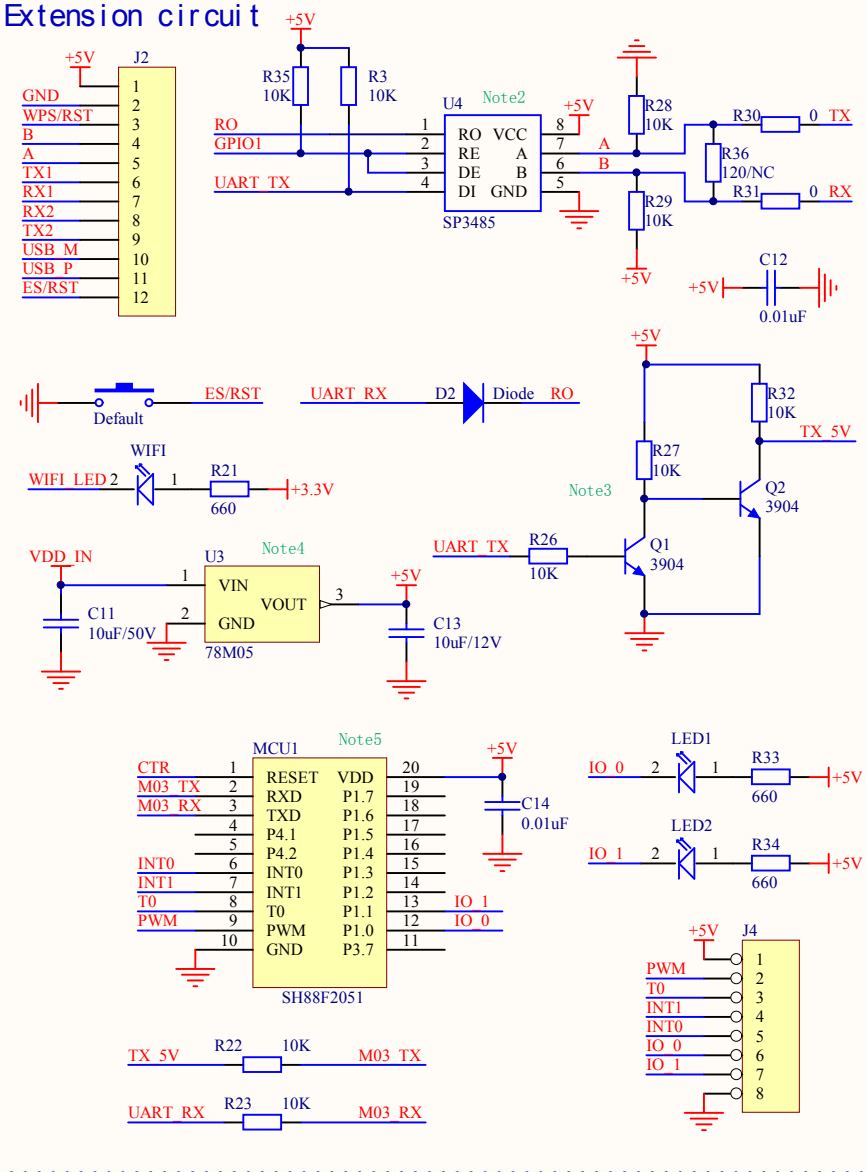 Extension circuit
J2
+5V
1
GND 2
WPS/RST 3
B 4
A 5
TX1 6
RX1 7
RX2 8
TX2 9
USB_M 10
USB_P 11
ES/RST 12
+5V
R35
10K
R3
10K
U4
Note2
RO 1 RO VCC 8 +5V
GPIO1 2 RE A 7 A
3 DE B 6 B
UART_TX 4 DI GND 5
SP3485
R28
10K
R29
10K
+5V
R30 0 TX
R36
120/NC
R31 0 RX
C12
+5V
0.01uF
ES/RST
Default
UART_RX D2 Diode RO
WIFI
WIFI_LED 2 1 R21 +3.3V
660
+5V
R32
10K
TX_5V
R27
10K
Note3
Q2
3904
UART_TX R26
10K
Q1
3904
VDD_IN
U3
Note4
1 VIN
VOUT 3
2 GND
78M05
+5V
C11
10uF/50V
C13
10uF/12V
MCU1
Note5
CTR 1 RESET VDD 20 +5V
M03_TX 2 RXD P1.7 19
M03_RX 3 TXD P1.6 18
4 P4.1 P1.5 17
5 P4.2 P1.4 16
INT0 6 INT0 P1.3 15
INT1 7 INT1 P1.2 14
T0 8 T0 P1.1 13 IO_1
PWM 9 PWM P1.0 12 IO_0
10 GND P3.7 11
SH88F2051
C14
0.01uF
LED1
IO_0 2 1 R33 +5V
660
LED2
IO_1 2 1 R34 +5V
660
J4
+5V
1
PWM 2
T0 3
INT1 4
INT0 5
IO_0 6
IO_1 7
8
TX_5V R22 10K M03_TX
UART_RX R23 10K M03_RX